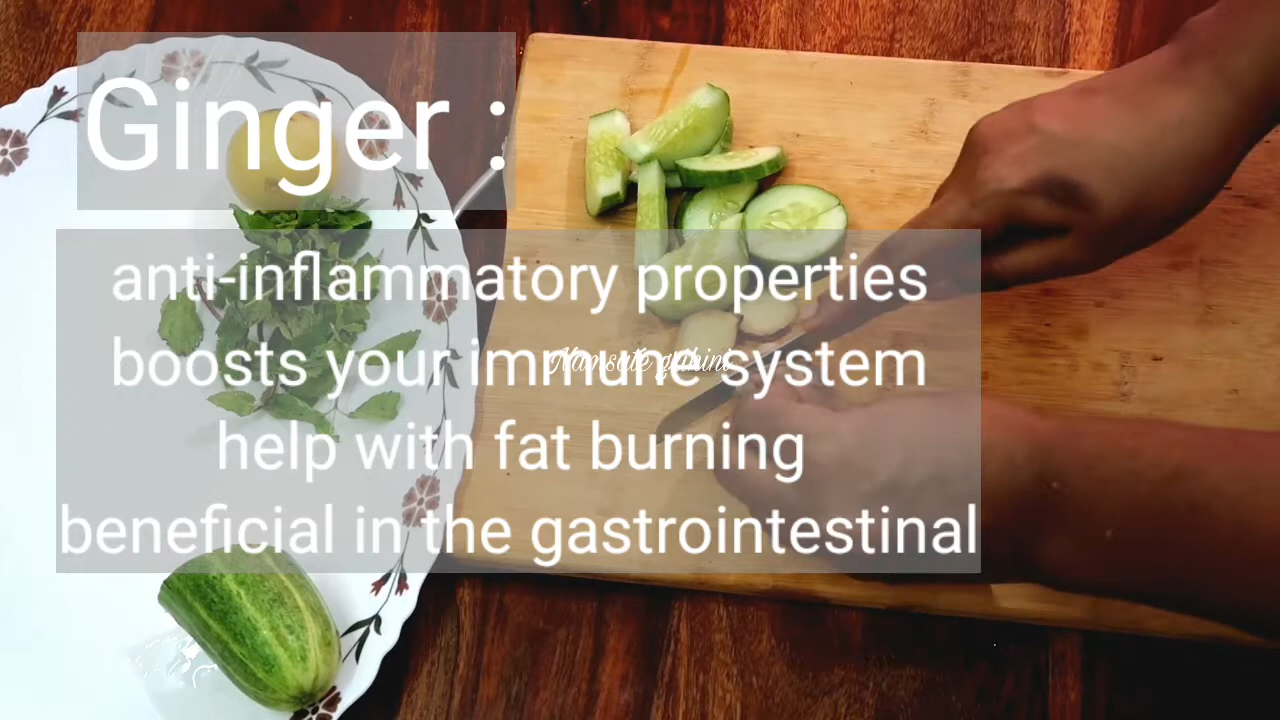 Ginger :
anti-inflammatory properties
boosts your immune system
help with fat burning
beneficial in the gastrointestinal